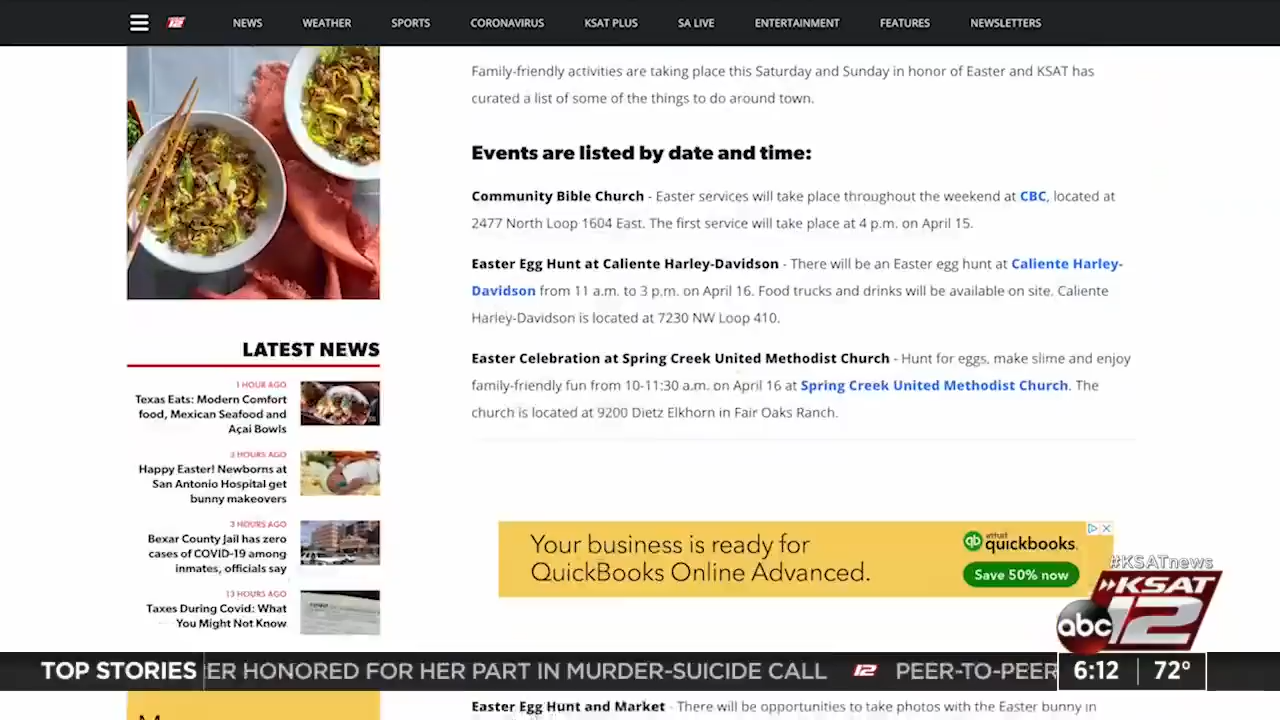 12
NEWS
WEATHER
SPORTS
CORONAVIRUS
KSAT PLUS
SA LIVE
ENTERTAINMENT
FEATURES
NEWSLETTERS
Family-friendly activities are taking place this Saturday and Sunday in honor of Easter and KSAT has
curated a list of some of the things to do around town.
Events are listed by date and time:
Community Bible Church - Easter services will take place throughout the weekend at CBC, located at
2477 North Loop 1604 East. The first service will take place at 4 p.m. on April 15.
Easter Egg Hunt at Caliente Harley-Davidson - There will be an Easter egg hunt at Caliente Harley-
Davidson from 11 a.m. to 3 p.m. on April 16. Food trucks and drinks will be available on site. Caliente
Harley-Davidson is located at 7230 NW Loop 410.
Easter Celebration at Spring Creek United Methodist Church - Hunt for eggs, make slime and enjoy
family-friendly fun from 10-11:30 a.m. on April 16 at Spring Creek United Methodist Church. The
church is located at 9200 Dietz Elkhorn in Fair Oaks Ranch.
LATEST NEWS
1 HOUR AGO
Texas Eats: Modern Comfort
food, Mexican Seafood and
Açai Bowls
3 HOURS AGO
Happy Easter! Newborns at
San Antonio Hospital get
bunny makeovers
3 HOURS AGO
Bexar County Jail has zero
cases of COVID-19 among
inmates, officials say
13 HOURS AGO
Taxes During Covid: What
You Might Not Know
Your business is ready for
QuickBooks Online Advanced.
qb intuit
quickbooks.
Save 50% now
#KSATnews
KSAT
abc 12
TOP STORIES
ER HONORED FOR HER PART IN MURDER-SUICIDE CALL 12 PEER-TO-PEER
6:12 72°
Easter Egg Hunt and Market - There will be opportunities to take photos with the Easter bunny in